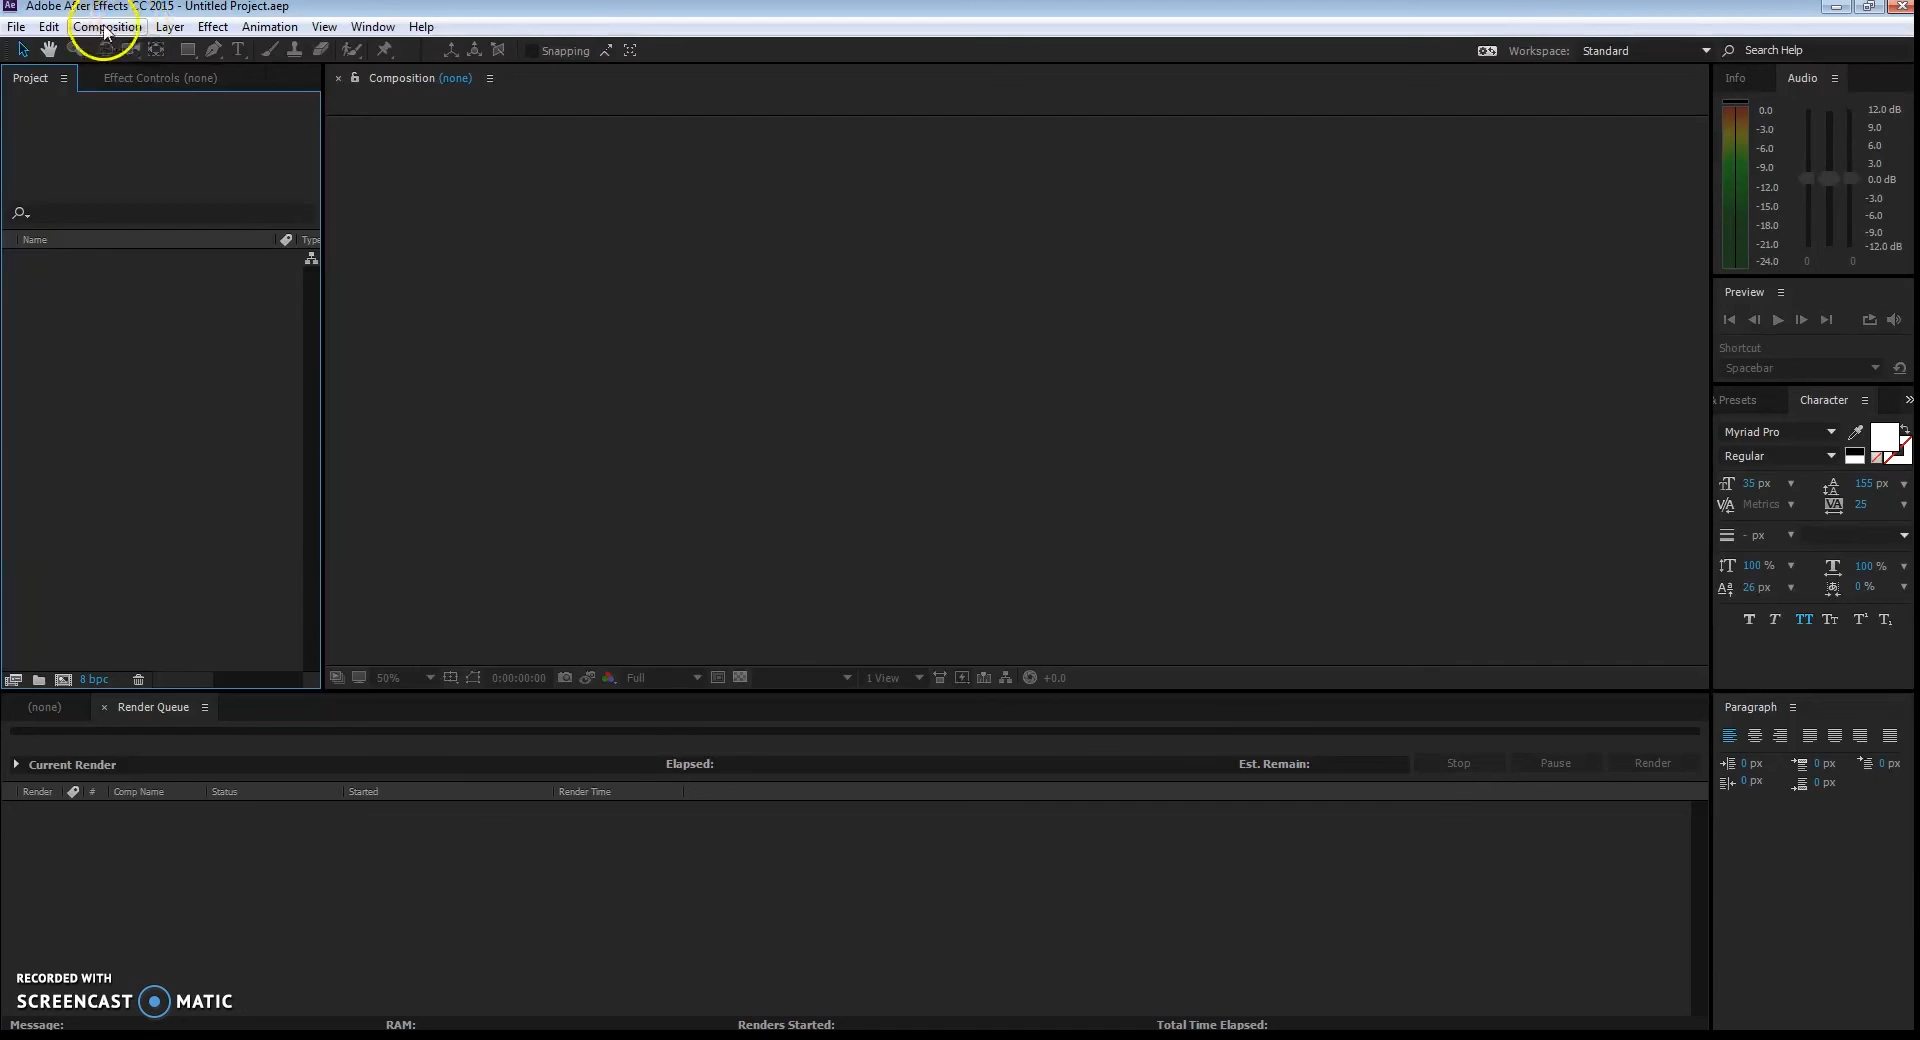 Ae Adobe After Effects CC 2015 - Untitled Project.aep
File Edit Composition Layer Effect Animation View Window Help
T Snapping Workspace: Standard Search Help
Project Effect Controls (none) × Composition (none) Info Audio
0.0 12.0 dB
-3.0 9.0
-6.0 6.0
-9.0 3.0
-12.0 0.0 dB
-15.0 -3.0
-18.0 -6.0
-21.0 -9.0
-24.0 -12.0 dB
0 0
Name Type
Preview
Shortcut
Spacebar
& Presets Character »
Myriad Pro
Regular
35 px 155 px
Metrics 25
- px
100 % 100 %
26 px 0 %
T T TT Tt T¹ T₁
8 bpc 50% 0:00:00:00 Full 1 View +0.0
(none) × Render Queue Paragraph
0 px 0 px 0 px
0 px 0 px
Current Render Elapsed: Est. Remain: Stop Pause Render
Render # Comp Name Status Started Render Time
RECORDED WITH
SCREENCAST MATIC
Message: RAM: Renders Started: Total Time Elapsed: